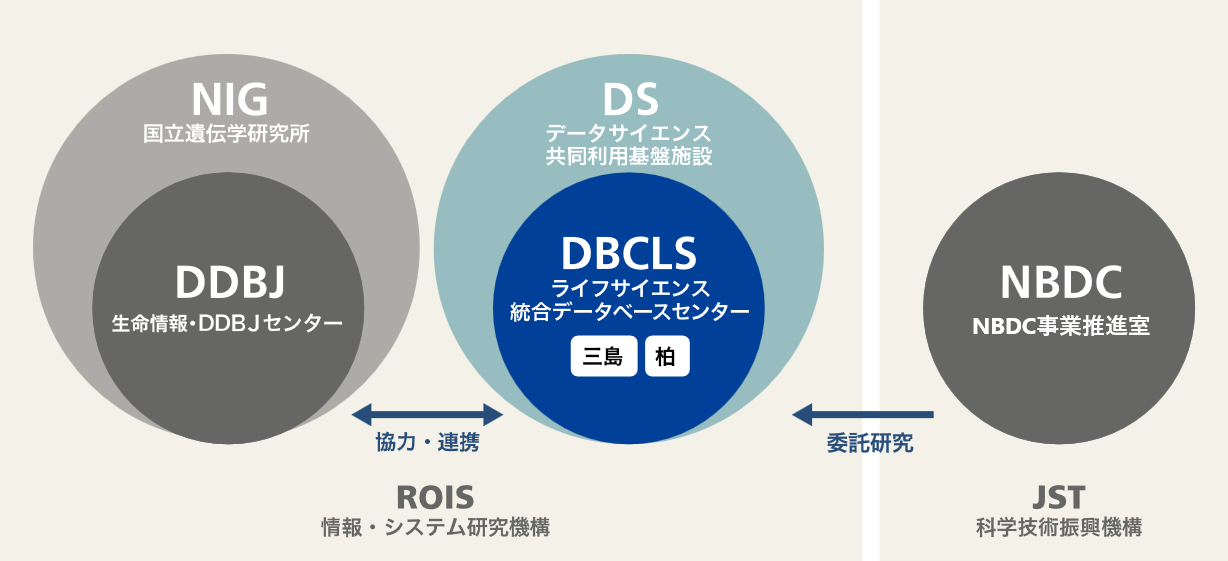 NIG
国立遺伝学研究所
DDBJ
生命情報・DDBJセンター
DS
データサイエンス
共同利用基盤施設
DBCLS
ライフサイエンス
統合データベースセンター
三島 柏
NBDC
NBDC事業推進室
協力・連携
委託研究
ROIS
情報・システム研究機構
JST
科学技術振興機構